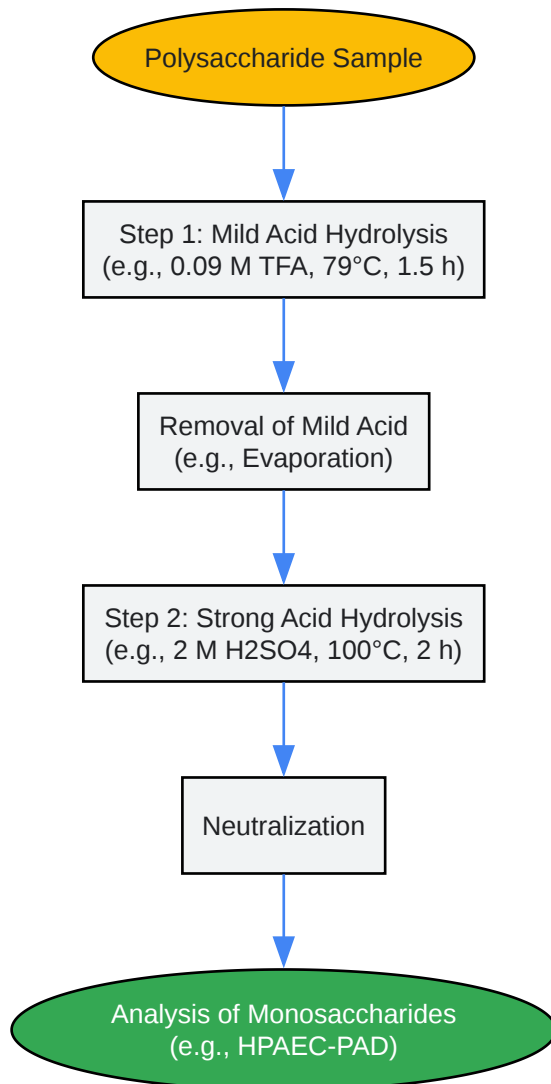 Polysaccharide Sample
Step 1: Mild Acid Hydrolysis
(e.g., 0.09 M TFA, 79°C, 1.5 h)
Removal of Mild Acid
(e.g., Evaporation)
Step 2: Strong Acid Hydrolysis
(e.g., 2 M H2SO4, 100°C, 2 h)
Neutralization
Analysis of Monosaccharides
(e.g., HPAEC-PAD)